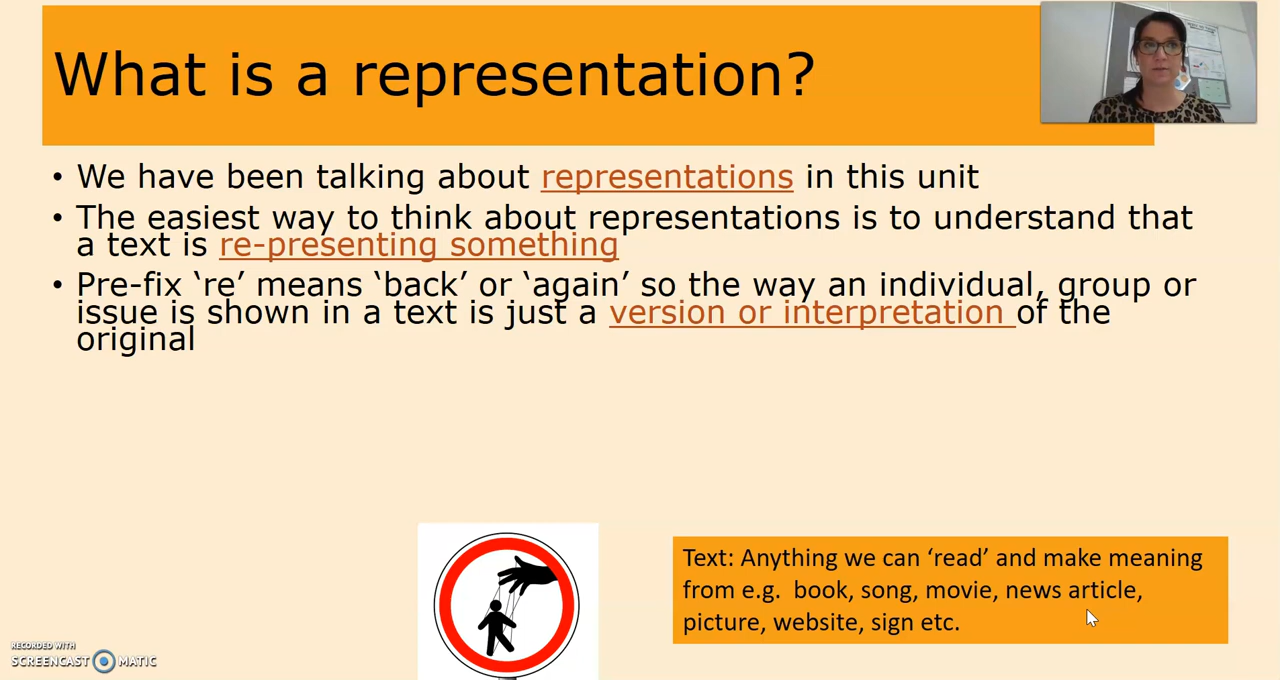 What is a representation?
• We have been talking about representations in this unit
• The easiest way to think about representations is to understand that
a text is re-presenting something
• Pre-fix ‘re’ means ‘back’ or ‘again’ so the way an individual, group or
issue is shown in a text is just a version or interpretation of the
original
Text: Anything we can ‘read’ and make meaning
from e.g.  book, song, movie, news article,
picture, website, sign etc.
RECORDED WITH
SCREENCAST MATIC